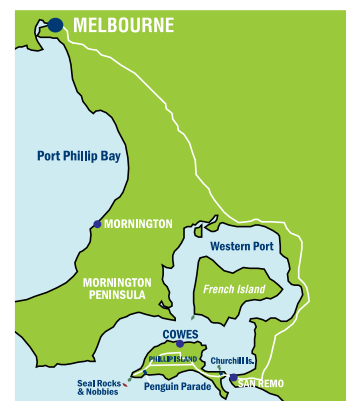 MELBOURNE
Port Phillip Bay
MORNINGTON
Western Port
MORNINGTON
PENINSULA
French Island
COWES
PHILLIP ISLAND
Churchill Is.
SAN REMO
Seal Rocks
& Nobbies
Penguin Parade